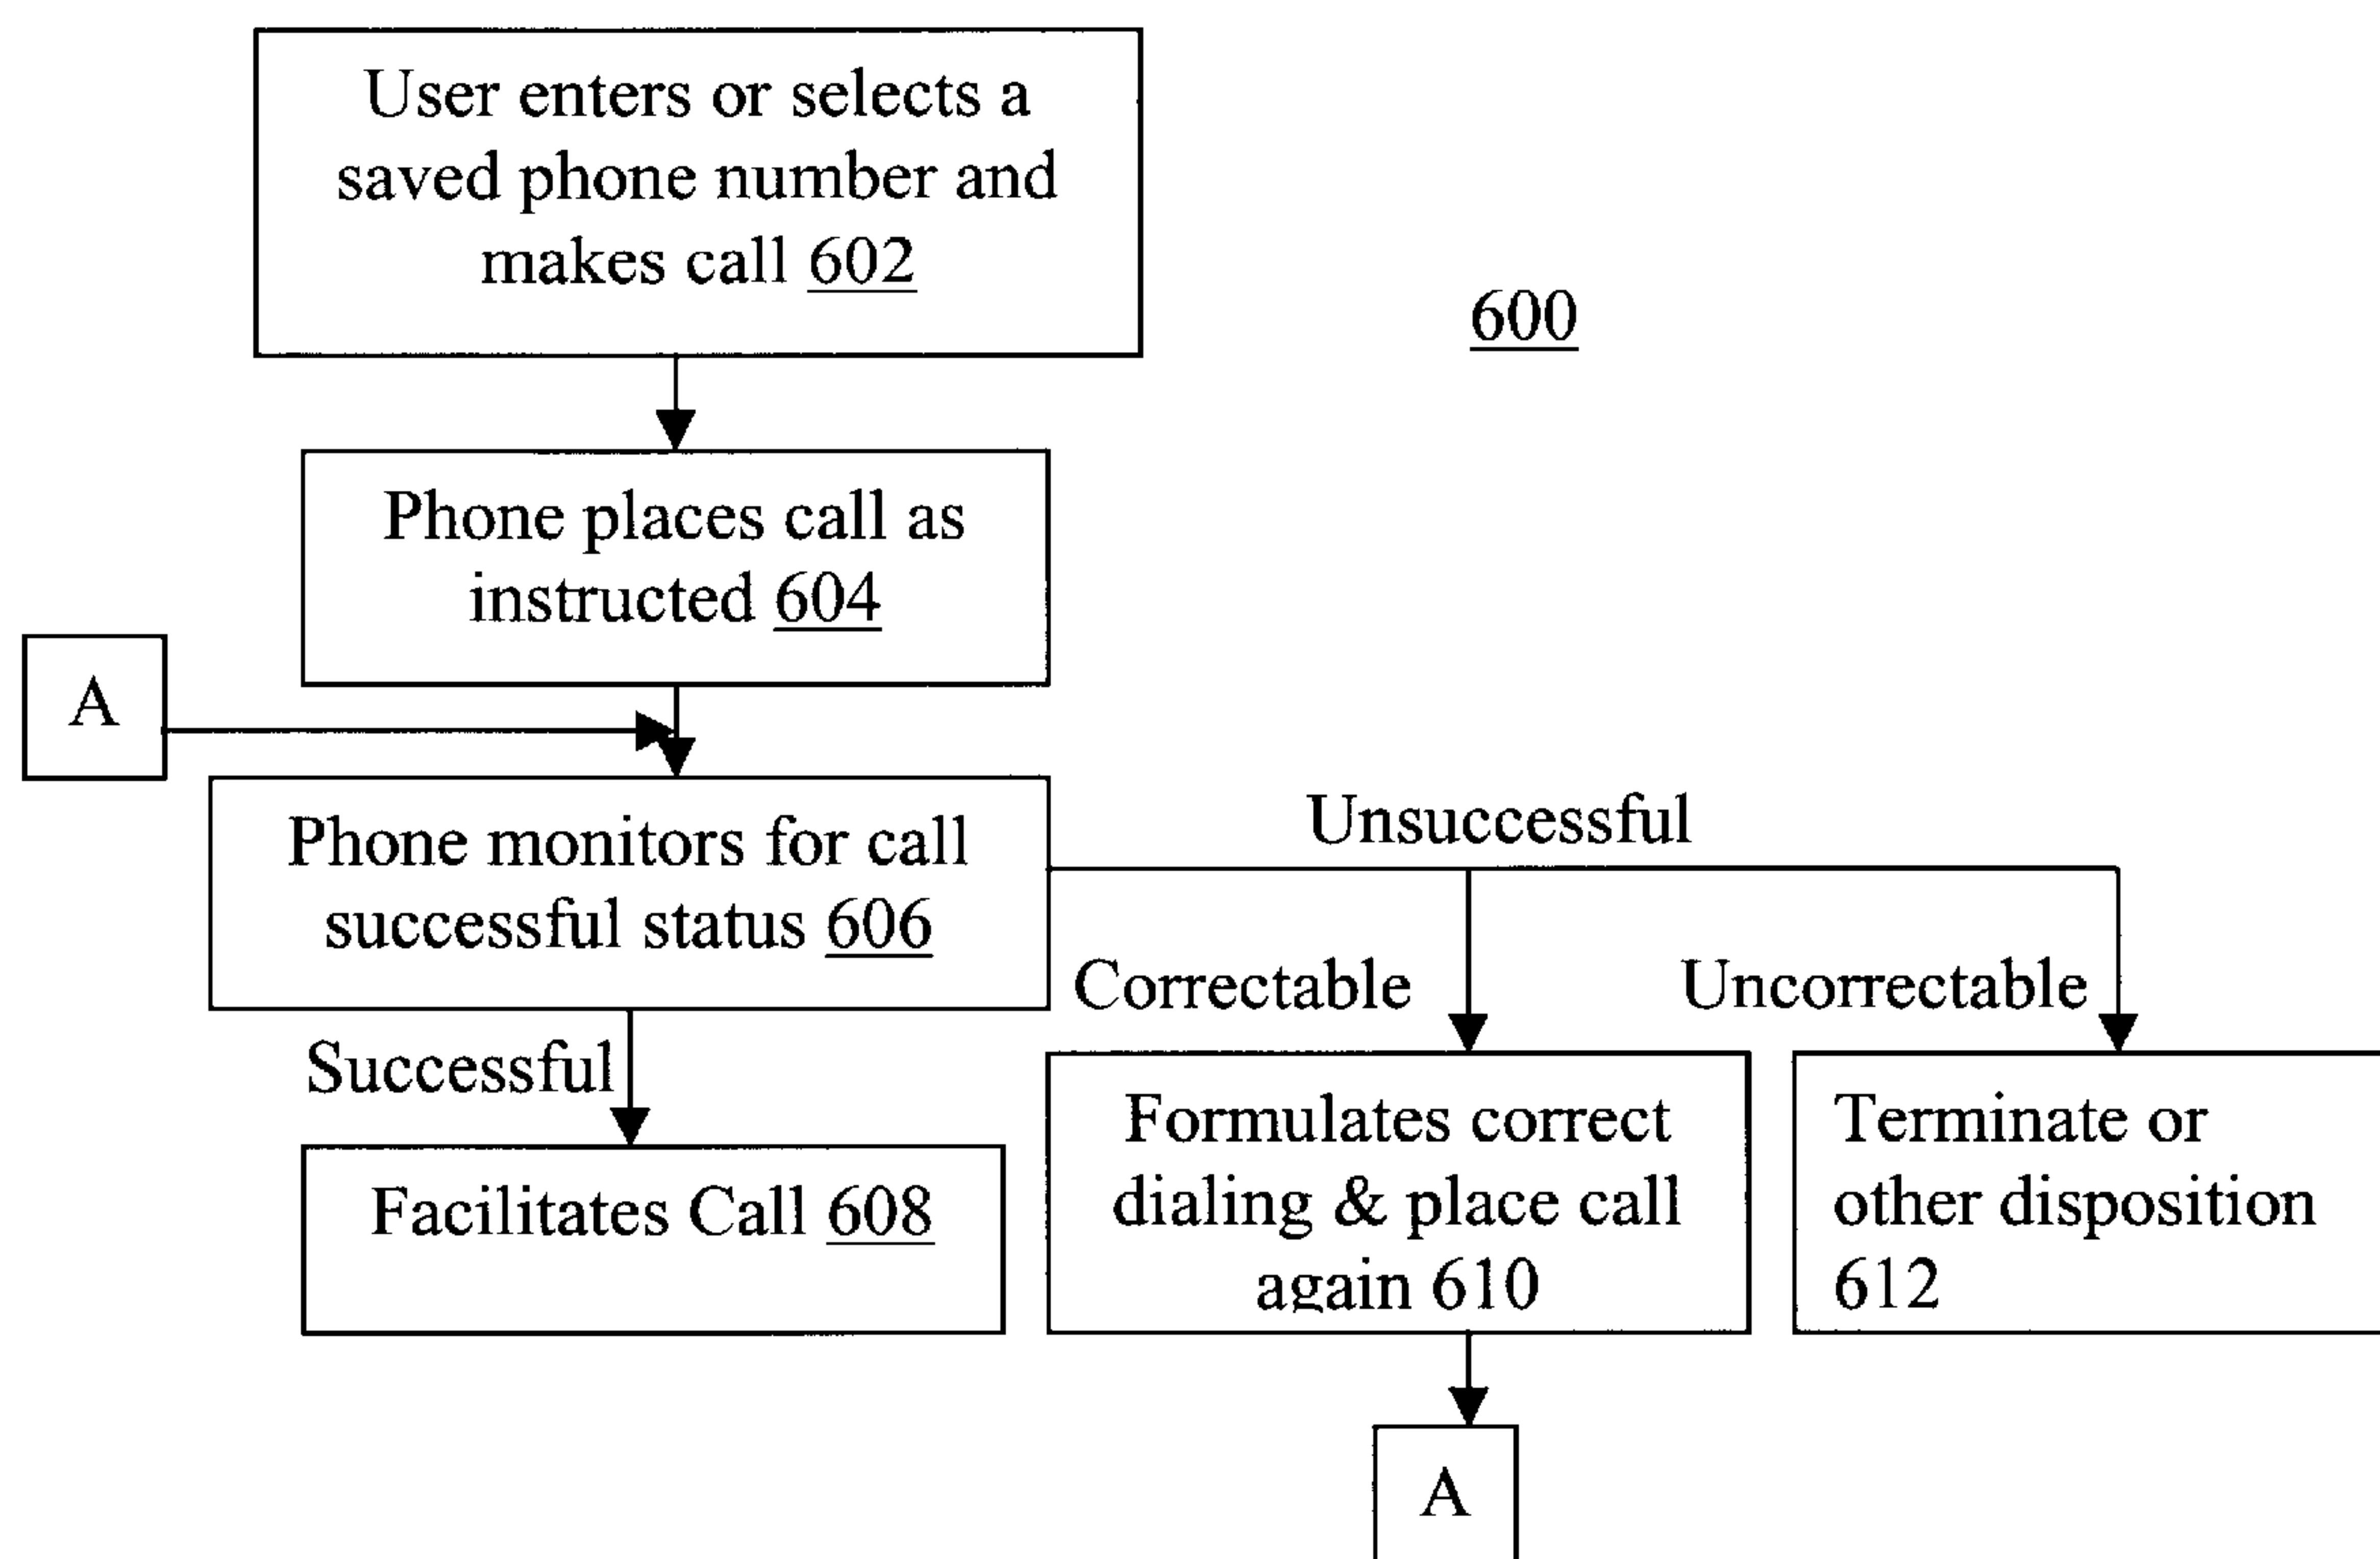 User enters or selects a
saved phone number and
makes call 602
600
Phone places call as
instructed 604
A
Phone monitors for call
successful status 606
Unsuccessful
Correctable
Uncorrectable
Successful
Facilitates Call 608
Formulates correct
dialing & place call
again 610
Terminate or
other disposition
612
A